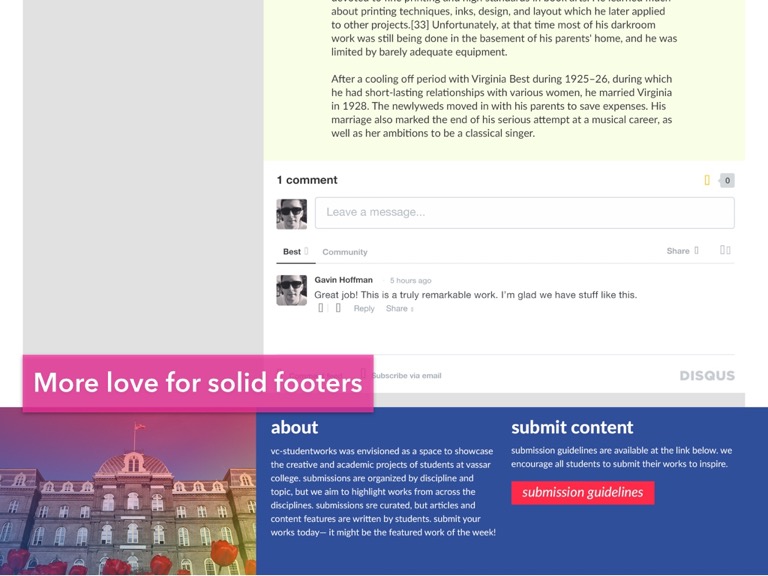 about printing techniques, inks, design, and layout which he later applied
to other projects.[33] Unfortunately, at that time most of his darkroom
work was still being done in the basement of his parents' home, and he was
limited by barely adequate equipment.
After a cooling off period with Virginia Best during 1925–26, during which
he had short-lasting relationships with various women, he married Virginia
in 1928. The newlyweds moved in with his parents to save expenses. His
marriage also marked the end of his serious attempt at a musical career, as
well as her ambitions to be a classical singer.
1 comment
0
Leave a message...
Best
Community
Share
Gavin Hoffman
5 hours ago
Great job! This is a truly remarkable work. I'm glad we have stuff like this.
Reply
Share
Subscribe via email
DISQUS
More love for solid footers
about
vc-studentworks was envisioned as a space to showcase
the creative and academic projects of students at vassar
college. submissions are organized by discipline and
topic, but we aim to highlight works from across the
disciplines. submissions sre curated, but articles and
content features are written by students. submit your
works today— it might be the featured work of the week!
submit content
submission guidelines are available at the link below. we
encourage all students to submit their works to inspire.
submission guidelines